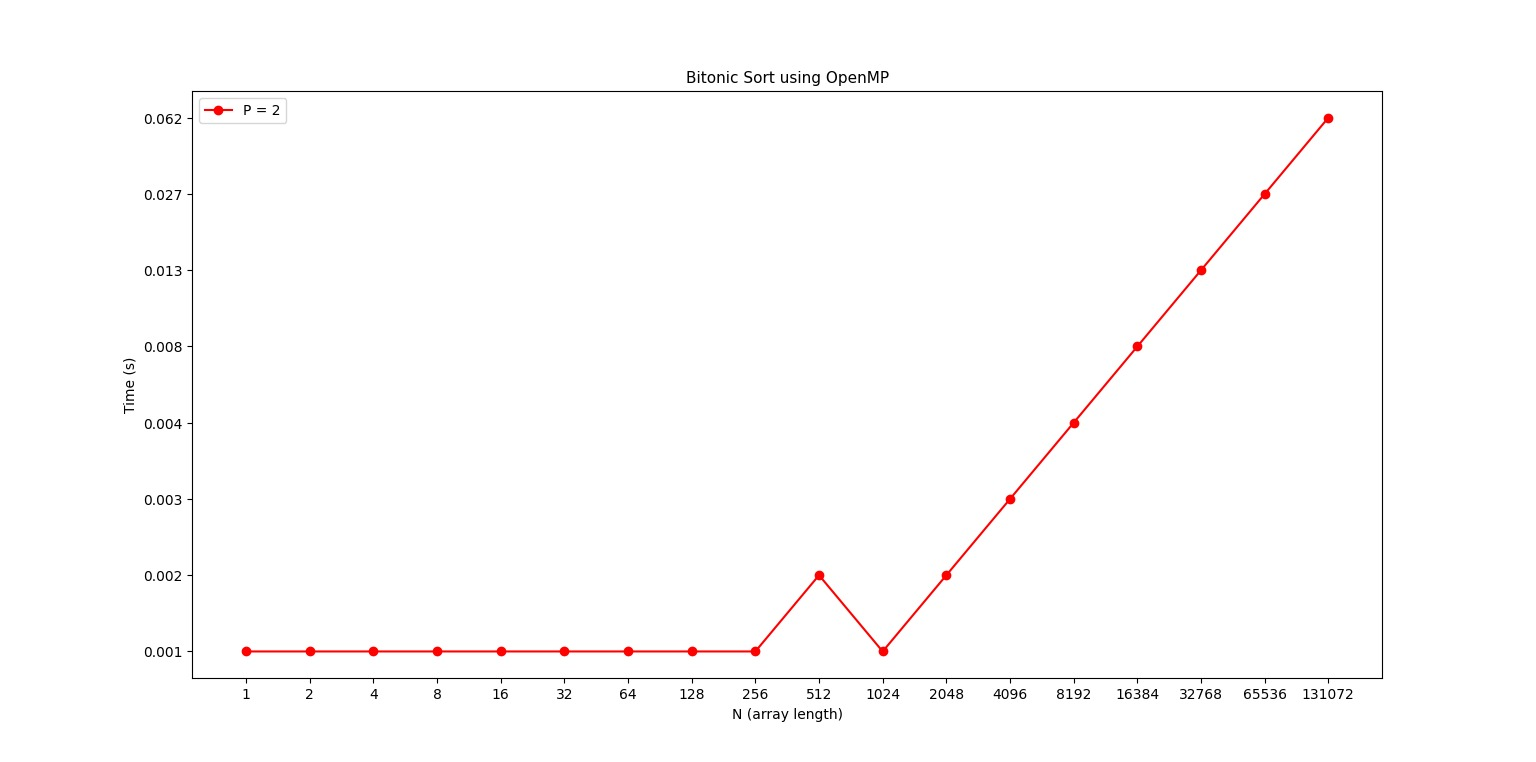 Bitonic Sort using OpenMP
P = 2
0.062
0.027
0.013
0.008
0.004
0.003
0.002
0.001
Time (s)
1 2 4 8 16 32 64 128 256 512 1024 2048 4096 8192 16384 32768 65536 131072
N (array length)